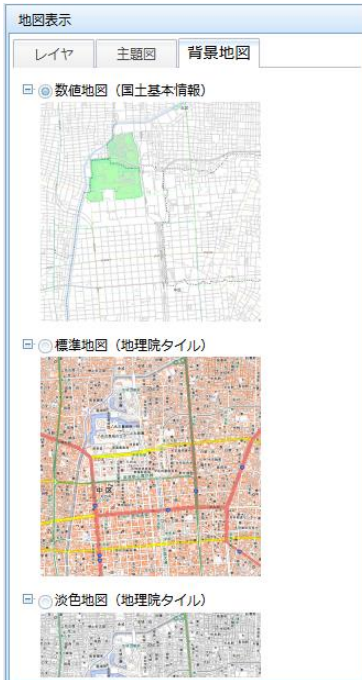 地図表示
レイヤ 主題図 背景地図
数値地図（国土基本情報）
標準地図（地理院タイル）
中区
淡色地図（地理院タイル）